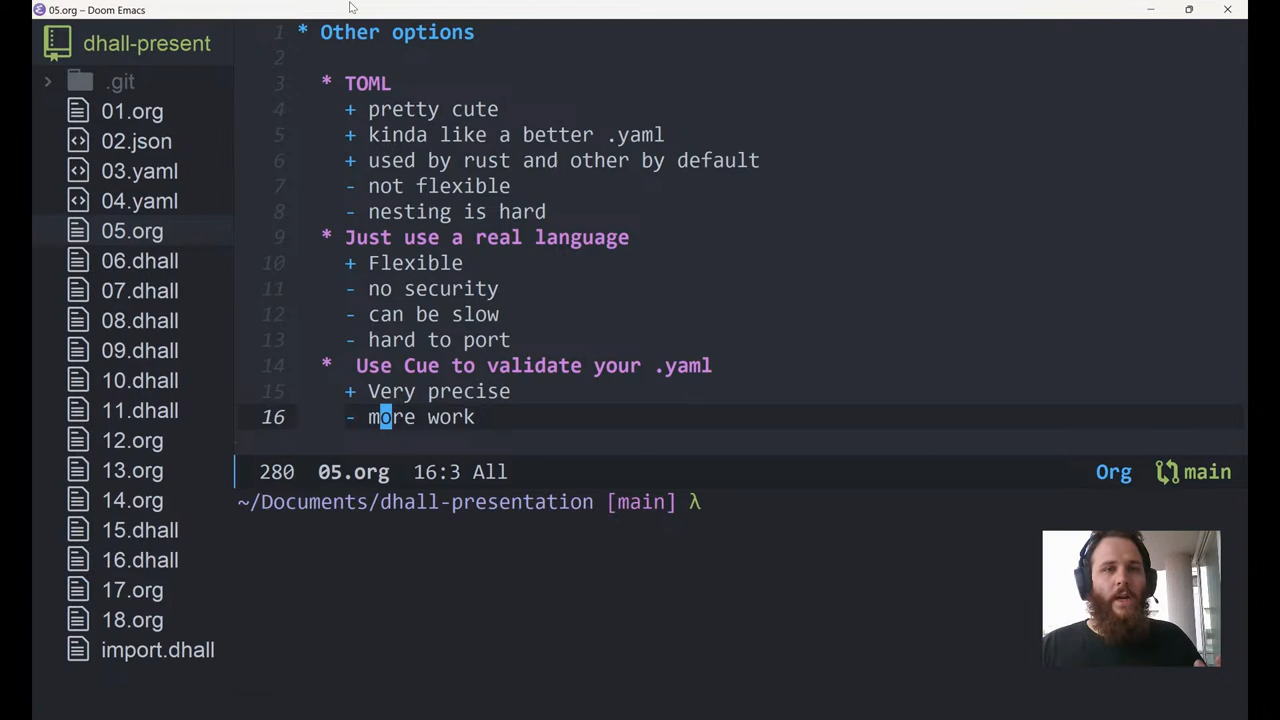 05.org – Doom Emacs
dhall-present
.git
01.org
02.json
03.yaml
04.yaml
05.org
06.dhall
07.dhall
08.dhall
09.dhall
10.dhall
11.dhall
12.org
13.org
14.org
15.dhall
16.dhall
17.org
18.org
import.dhall
1 * Other options
2
3 * TOML
4 + pretty cute
5 + kinda like a better .yaml
6 + used by rust and other by default
7 - not flexible
8 - nesting is hard
9 * Just use a real language
10 + Flexible
11 - no security
12 - can be slow
13 - hard to port
14 * Use Cue to validate your .yaml
15 + Very precise
16 - more work
280 05.org 16:3 All Org main
~/Documents/dhall-presentation [main] λ